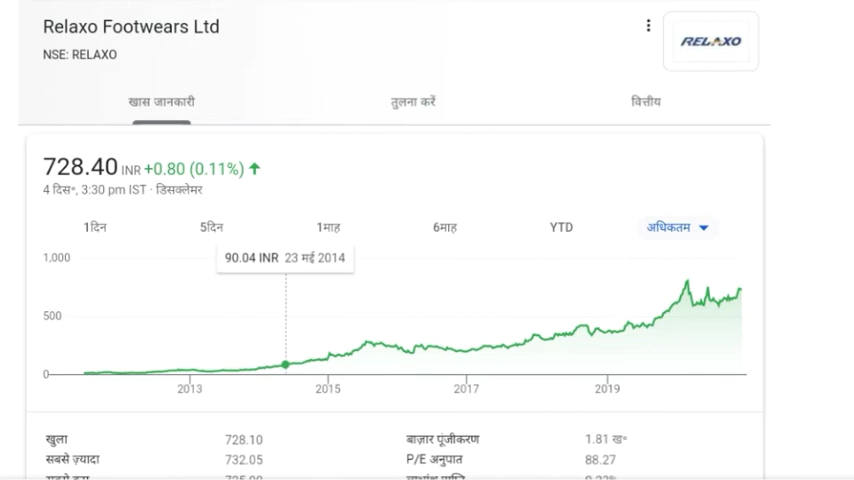 Relaxo Footwears Ltd
NSE: RELAXO
RELAXO
खास जानकारी तुलना करें वित्तीय
728.40 INR +0.80 (0.11%)
4 दिस॰, 3:30 pm IST · डिसक्लेमर
1दिन 5दिन 1माह 6माह YTD अधिकतम
90.04 INR 23 मई 2014
1,000
500
0
2013 2015 2017 2019
खुला 728.10 बाज़ार पूंजीकरण 1.81 ख॰
सबसे ज़्यादा 732.05 P/E अनुपात 88.27